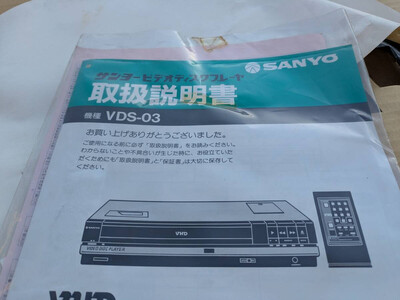 SANYO
サンヨービデオディスクプレーヤ
取扱説明書
機種 VDS-03
お買い上げありがとうございました。
ご使用になる前に必ず「取扱説明書」をお読みください。
わからないことや不具合が生じた時に、お役立ていた
だくためにも「取扱説明書」と「保証書」は大切に保存して
ください。
VHD
VIDEO DISC PLAYER
VHD